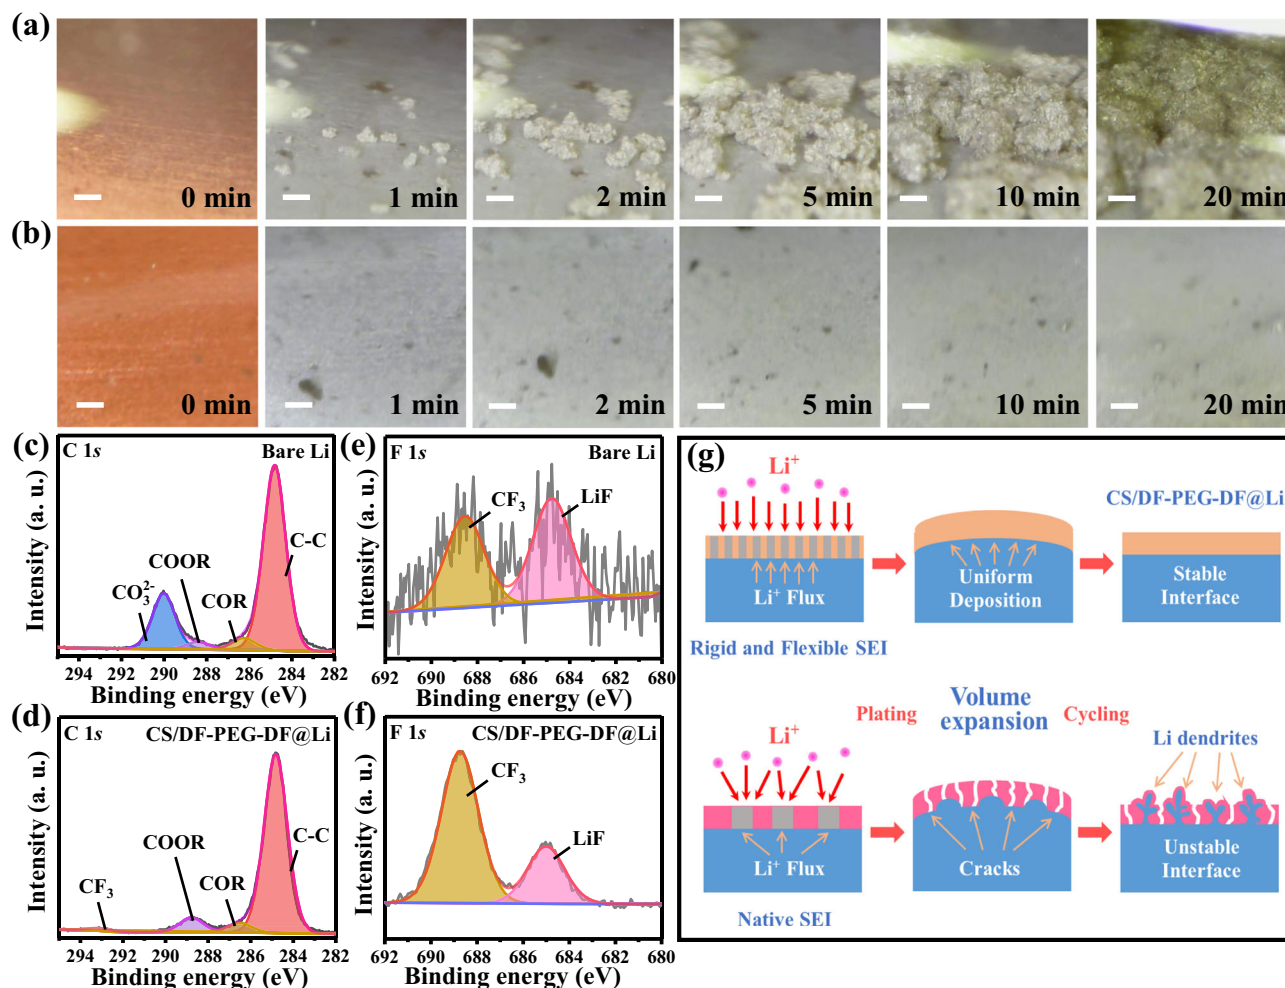 (a)
0 min
1 min
2 min
5 min
10 min
20 min
(b)
0 min
1 min
2 min
5 min
10 min
20 min
(c)
C 1s
Bare Li
CO₃²⁻
COOR
COR
C-C
Intensity (a. u.)
294 292 290 288 286 284 282
Binding energy (eV)
(e)
F 1s
Bare Li
CF₃
LiF
Intensity (a. u.)
692 690 688 686 684 682 680
Binding energy (eV)
(d)
C 1s
CS/DF-PEG-DF@Li
CF₃
COOR
COR
C-C
Intensity (a. u.)
294 292 290 288 286 284 282
Binding energy (eV)
(f)
F 1s
CS/DF-PEG-DF@Li
CF₃
LiF
Intensity (a. u.)
692 690 688 686 684 682 680
Binding energy (eV)
(g)
Li⁺
CS/DF-PEG-DF@Li
Li⁺ Flux
Uniform
Deposition
Stable
Interface
Rigid and Flexible SEI
Plating
Volume
expansion
Cycling
Li⁺
Li dendrites
Li⁺ Flux
Cracks
Unstable
Interface
Native SEI